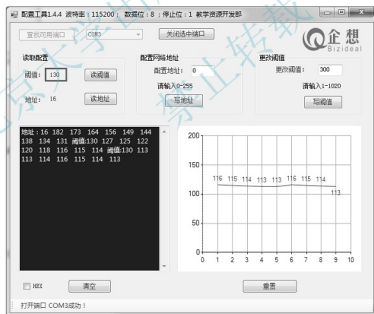 配置工具1.4.4 波特率：115200； 数据位：8 ；停止位：1 教学资源开发部
查找可用端口 COM3 关闭选中端口
企想
Bizideal
读取配置 配置网络地址 更改阈值
阈值： 130 读阈值 配置地址： 0 更改阈值： 300
请输入0-255 请输入1-1020
地址： 16 读地址 写地址 写阈值
地址：16 182 173 164 156 149 144
138 134 131 阈值:130 127 125 122
120 118 116 115 114 阈值:130 113
113 114 116 115 114 113
200
150
116 115 114 113 113 116 115 114
113
100
50
0
0 1 2 3 4 5 6 7 8 9 10
HEX 清空 重置
打开端口 COM3成功！